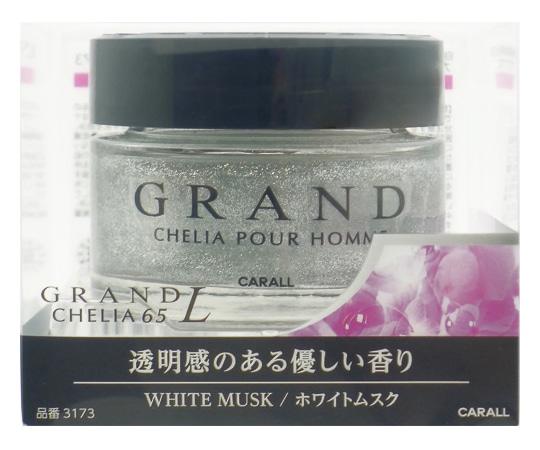 GRAND
CHELIA POUR HOMME
CARALL
GRAND L
CHELIA 65
透明感のある優しい香り
WHITE MUSK / ホワイトムスク
品番 3173
CARALL